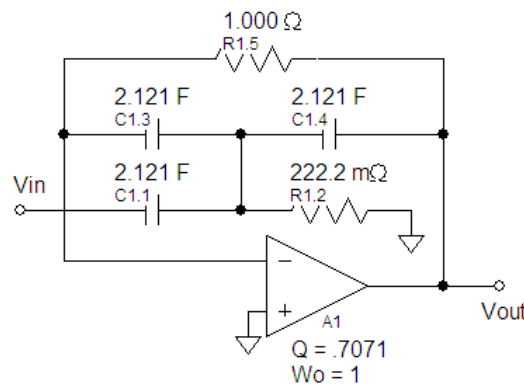 1.000 Ω
R1.5
2.121 F
C1.3
2.121 F
C1.4
2.121 F
C1.1
222.2 mΩ
R1.2
Vin
−
+
A1
Vout
Q = .7071
Wo = 1